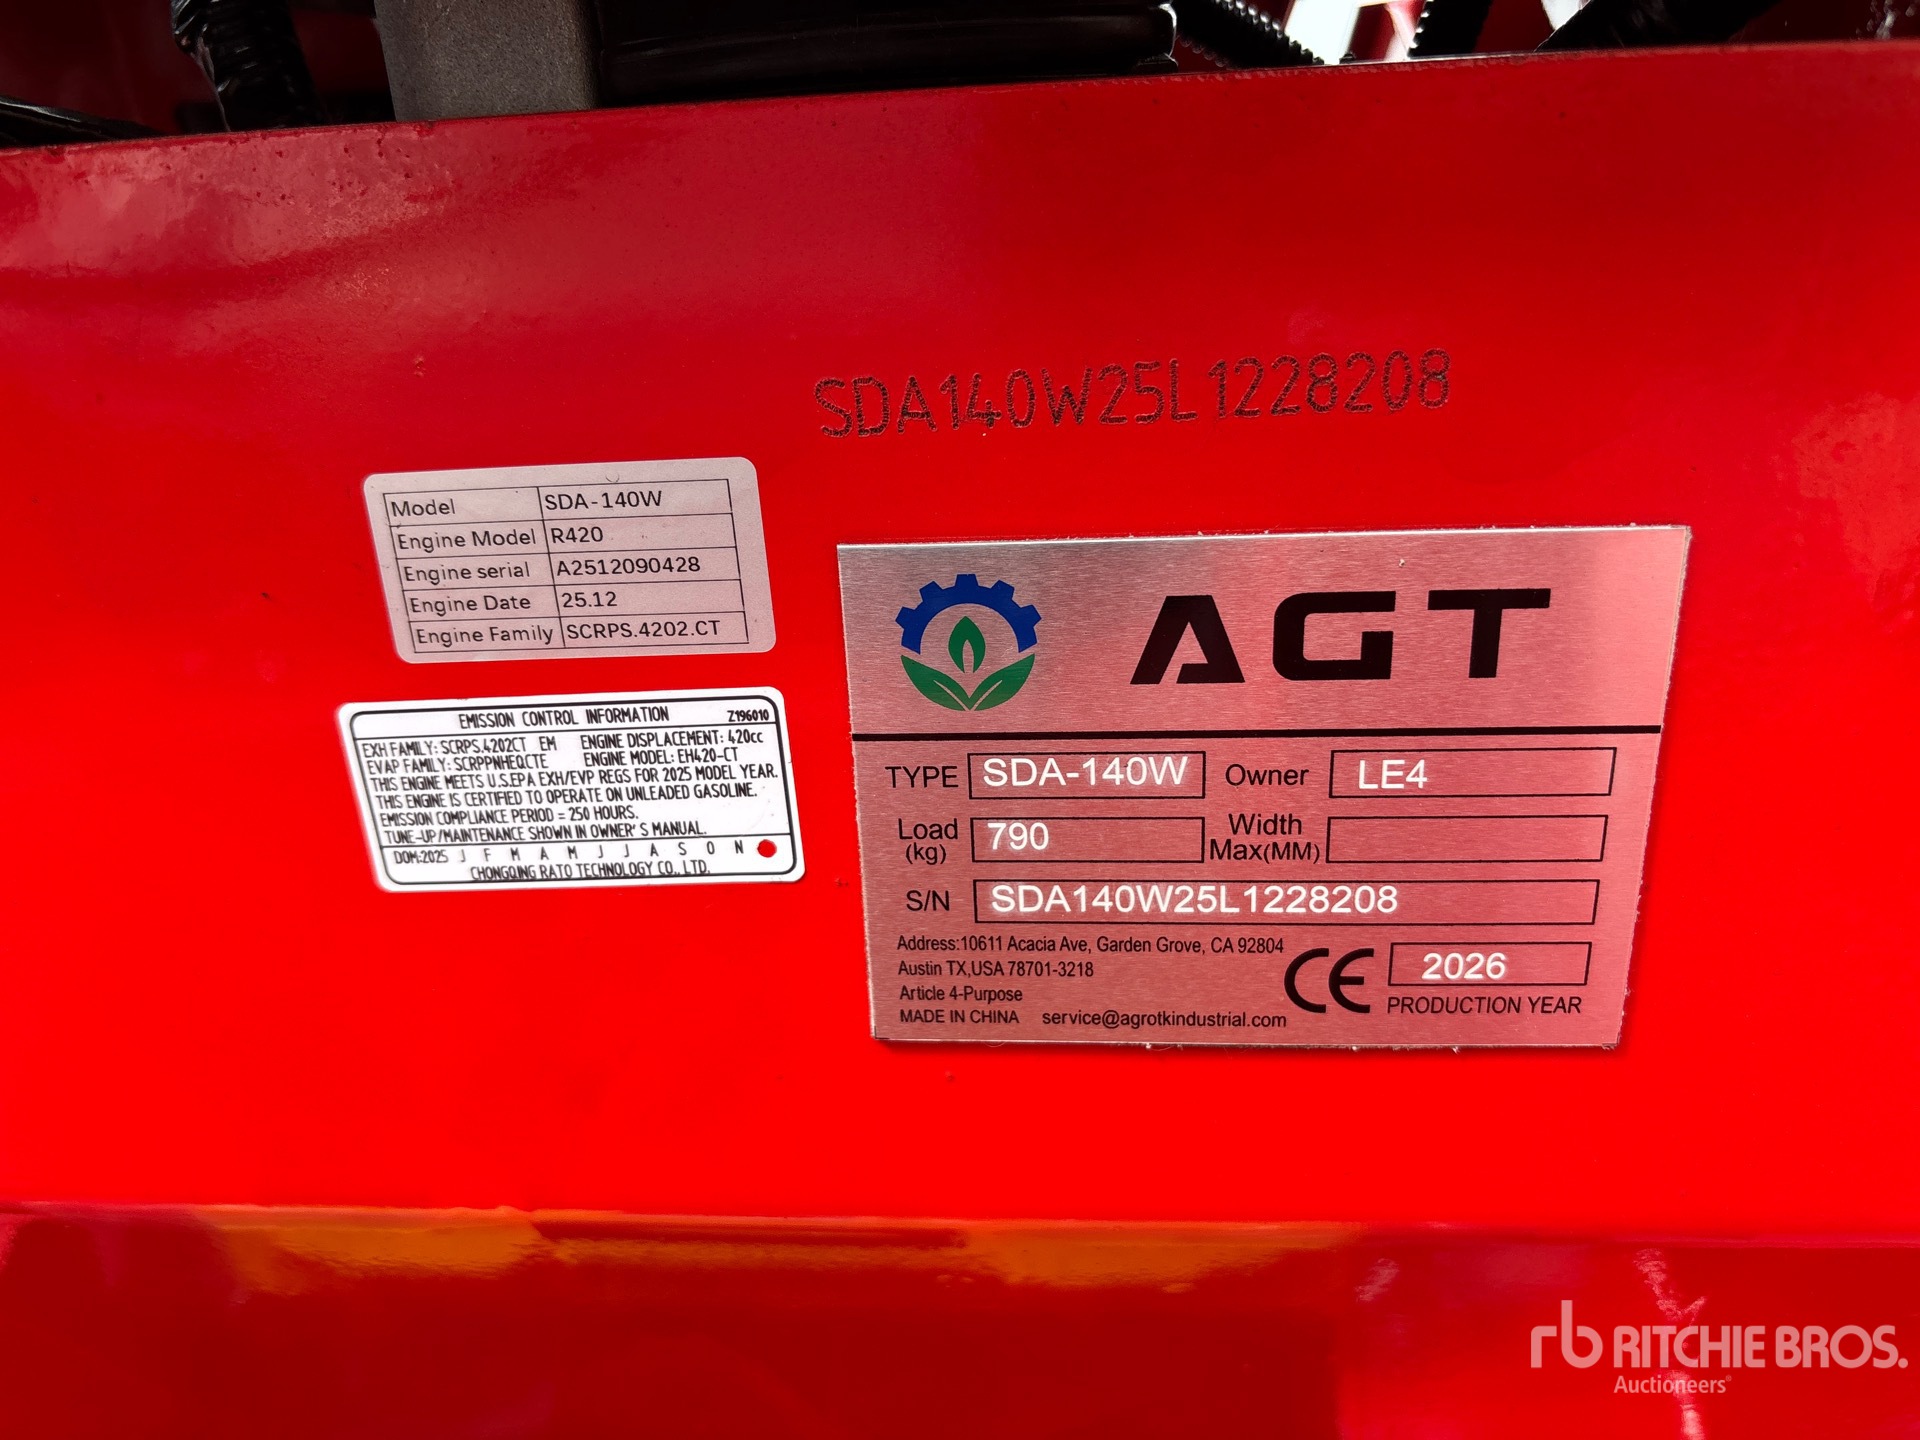 SDA140W25L1228208
Model SDA-140W
Engine Model R420
Engine serial A2512090428
Engine Date 25.12
Engine Family SCRPS.4202.CT
EMISSION CONTROL INFORMATION Z196010
EXH FAMILY: SCRPS.4202CT EM ENGINE DISPLACEMENT: 420cc
EVAP FAMILY: SCRPPNHEQ.CTE ENGINE MODEL: EH420-CT
THIS ENGINE MEETS U.S.EPA EXH/EVP REGS FOR 2025 MODEL YEAR.
THIS ENGINE IS CERTIFIED TO OPERATE ON UNLEADED GASOLINE.
EMISSION COMPLIANCE PERIOD = 250 HOURS.
TUNE-UP/MAINTENANCE SHOWN IN OWNER'S MANUAL.
DOM:2025 J F M A M J J A S O N
CHONGQING RATO TECHNOLOGY CO., LTD.
AGT
TYPE SDA-140W Owner LE4
Load (kg) 790 Width Max(MM)
S/N SDA140W25L1228208
Address:10611 Acacia Ave, Garden Grove, CA 92804
Austin TX,USA 78701-3218
Article 4-Purpose
MADE IN CHINA service@agrotkindustrial.com
CE 2026
PRODUCTION YEAR
rb RITCHIE BROS.
Auctioneers®